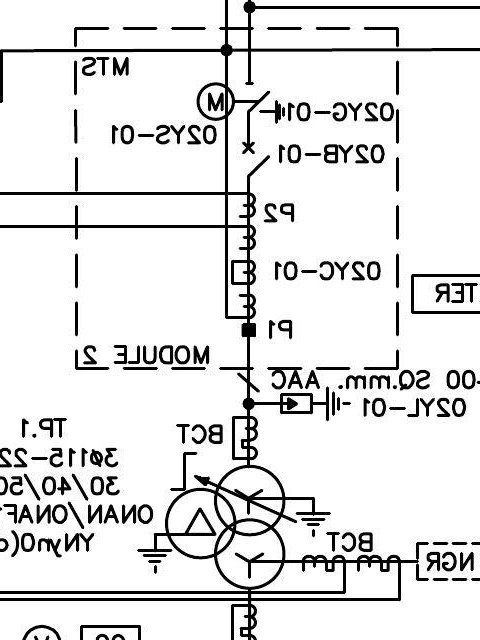 MTS
M
02YG-01
02YS-01
02YB-01
P2
02YC-01
TER
P1
MODULE 2
00 SQ.mm. AAC
02YL-01
BCT
TP.1
3ø115-22
30/40/50
ONAN/ONAF
YNyn0(d
BCT
NGR